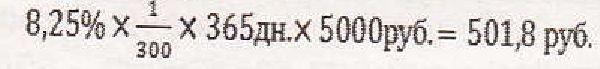 8,25% × 1/300 × 365дн.× 5000руб.= 501,8 руб.